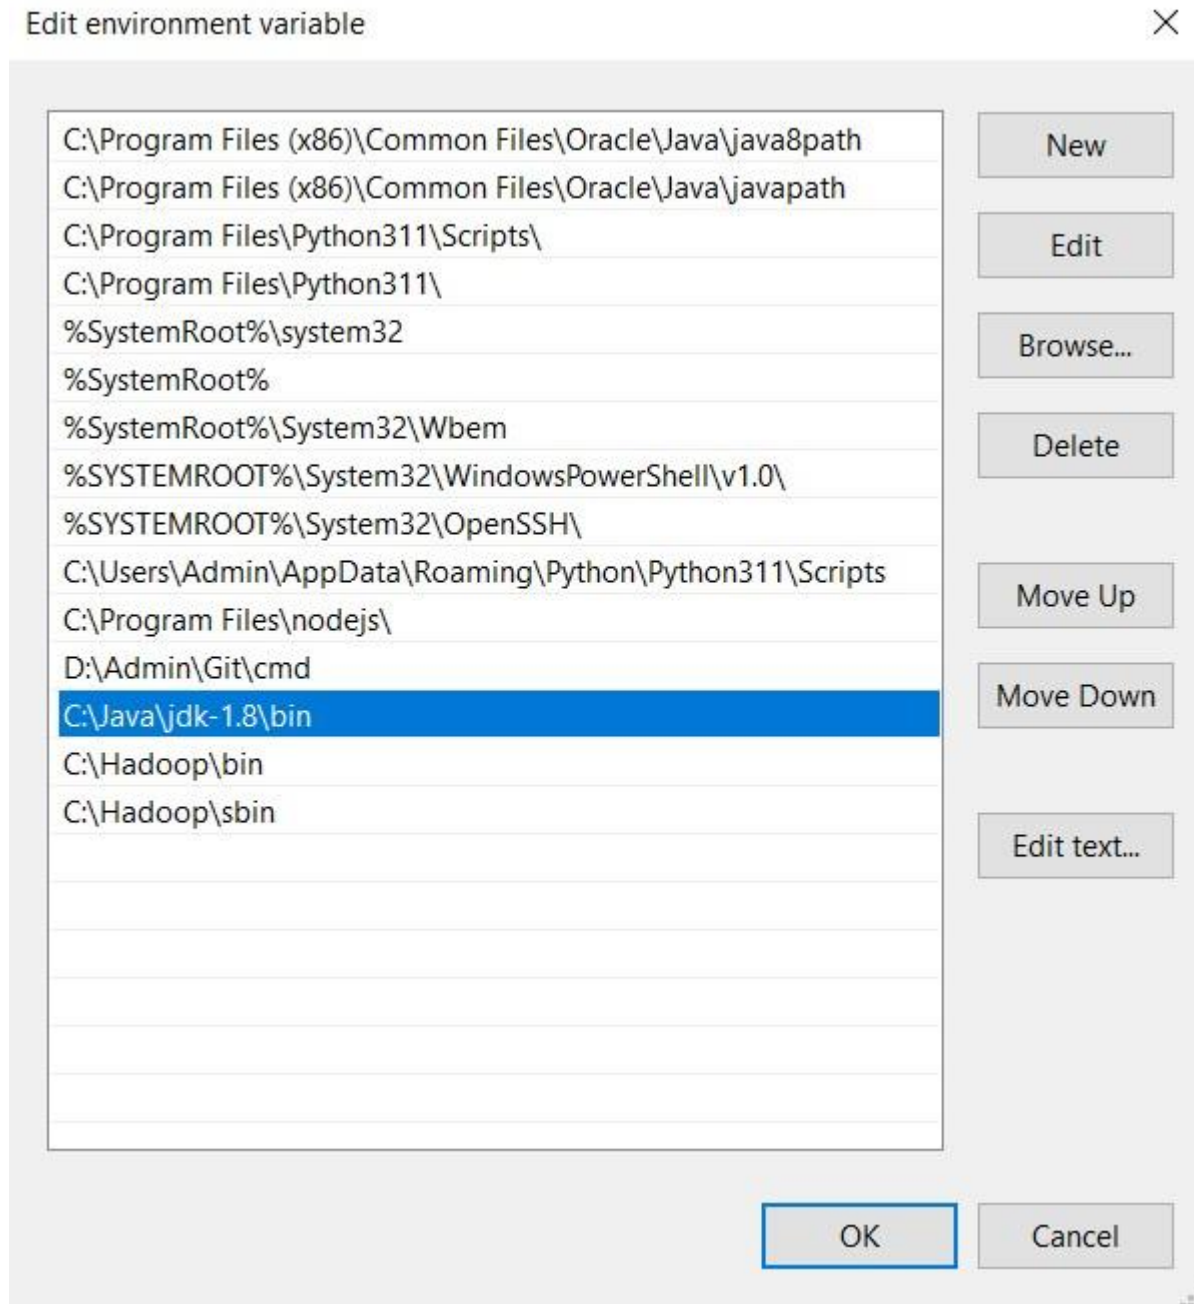 Edit environment variable
C:\Program Files (x86)\Common Files\Oracle\Java\java8path
C:\Program Files (x86)\Common Files\Oracle\Java\javapath
C:\Program Files\Python311\Scripts\
C:\Program Files\Python311\
%SystemRoot%\system32
%SystemRoot%
%SystemRoot%\System32\Wbem
%SYSTEMROOT%\System32\WindowsPowerShell\v1.0\
%SYSTEMROOT%\System32\OpenSSH\
C:\Users\Admin\AppData\Roaming\Python\Python311\Scripts
C:\Program Files\nodejs\
D:\Admin\Git\cmd
C:\Java\jdk-1.8\bin
C:\Hadoop\bin
C:\Hadoop\sbin
New
Edit
Browse...
Delete
Move Up
Move Down
Edit text...
OK
Cancel